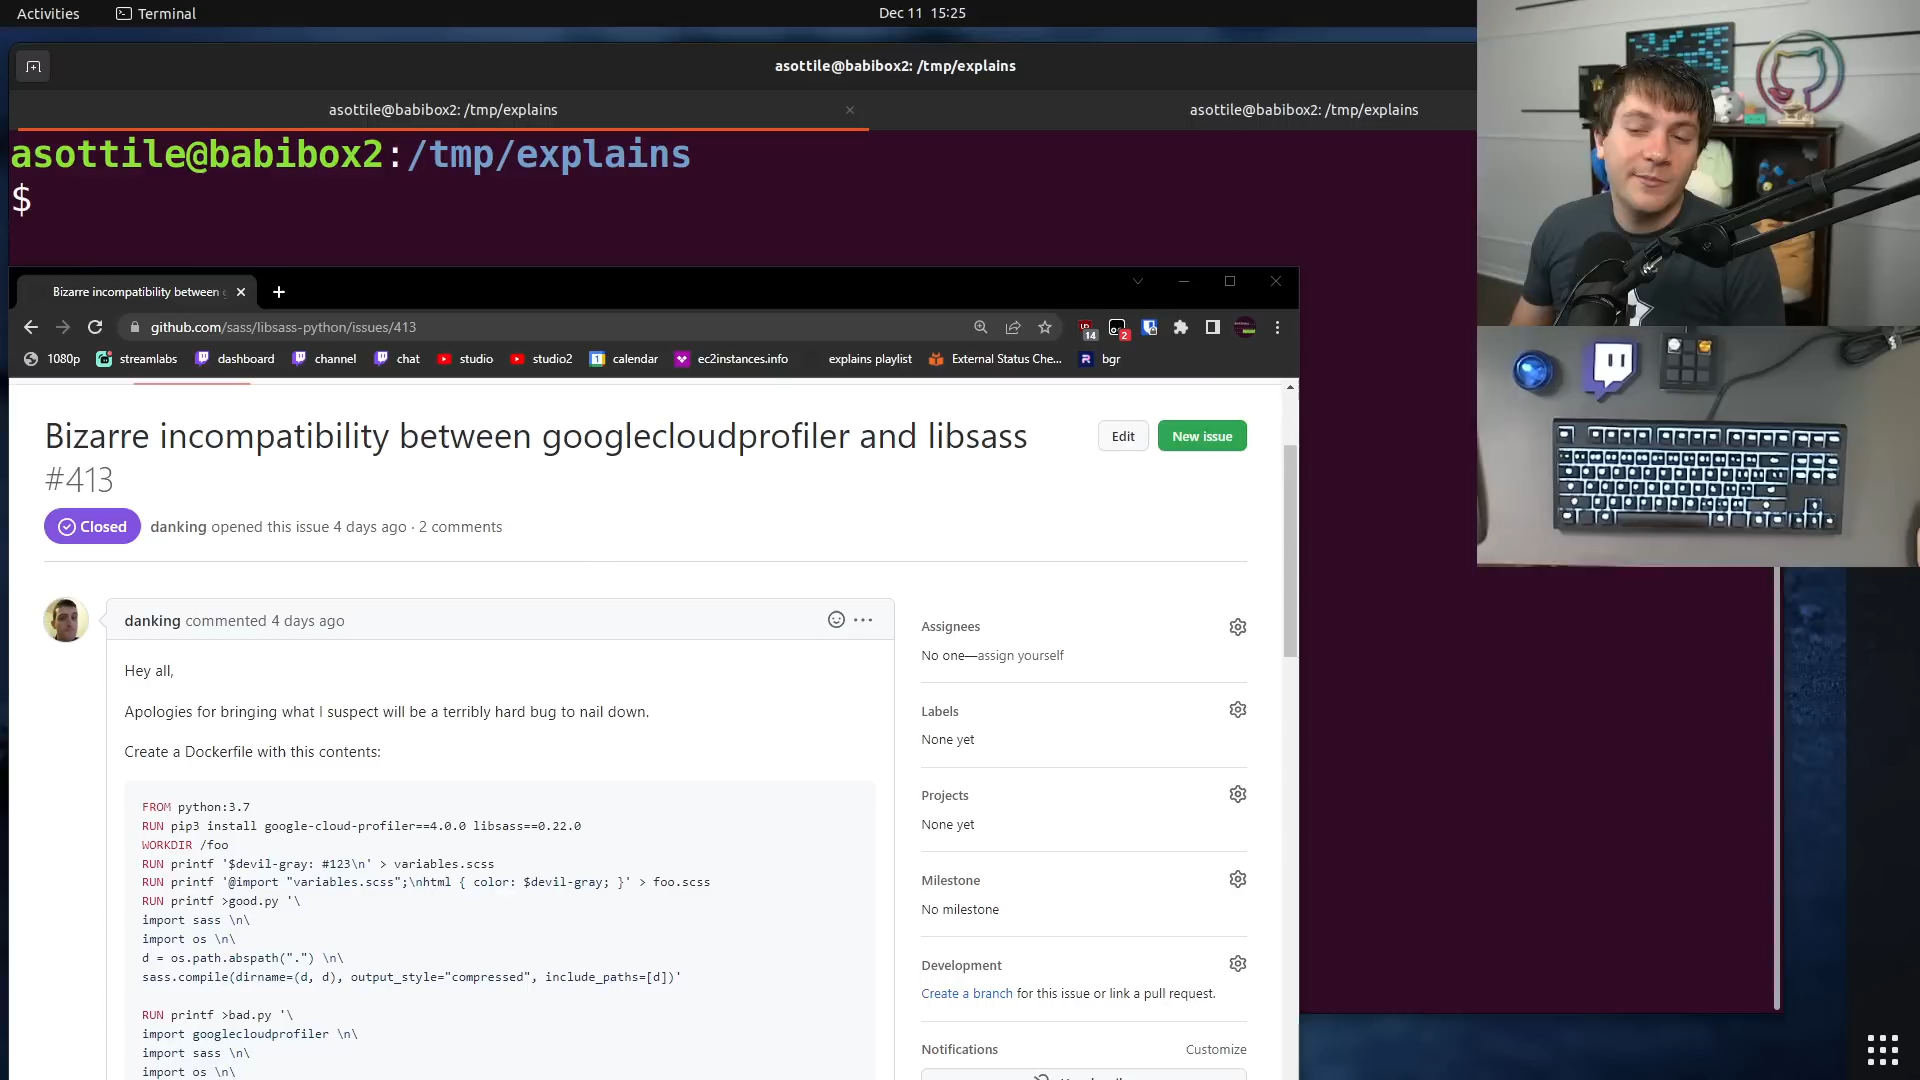 Activities
Terminal
Dec 11 15:25
asottile@babibox2: /tmp/explains
asottile@babibox2: /tmp/explains
asottile@babibox2: /tmp/explains
asottile@babibox2:/tmp/explains
$
Bizarre incompatibility between
github.com/sass/libsass-python/issues/413
14
2
1080p
streamlabs
dashboard
channel
chat
studio
studio2
calendar
ec2instances.info
explains playlist
External Status Che...
bgr
Bizarre incompatibility between googlecloudprofiler and libsass
#413
Edit
New issue
Closed
danking opened this issue 4 days ago · 2 comments
danking commented 4 days ago
Hey all,
Apologies for bringing what I suspect will be a terribly hard bug to nail down.
Create a Dockerfile with this contents:
FROM python:3.7
RUN pip3 install google-cloud-profiler==4.0.0 libsass==0.22.0
WORKDIR /foo
RUN printf '$devil-gray: #123\n' > variables.scss
RUN printf '@import "variables.scss";\nhtml { color: $devil-gray; }' > foo.scss
RUN printf >good.py '\
import sass \n\
import os \n\
d = os.path.abspath(".") \n\
sass.compile(dirname=(d, d), output_style="compressed", include_paths=[d])'
RUN printf >bad.py '\
import googlecloudprofiler \n\
import sass \n\
import os \n\
Assignees
No one—assign yourself
Labels
None yet
Projects
None yet
Milestone
No milestone
Development
Create a branch for this issue or link a pull request.
Notifications
Customize